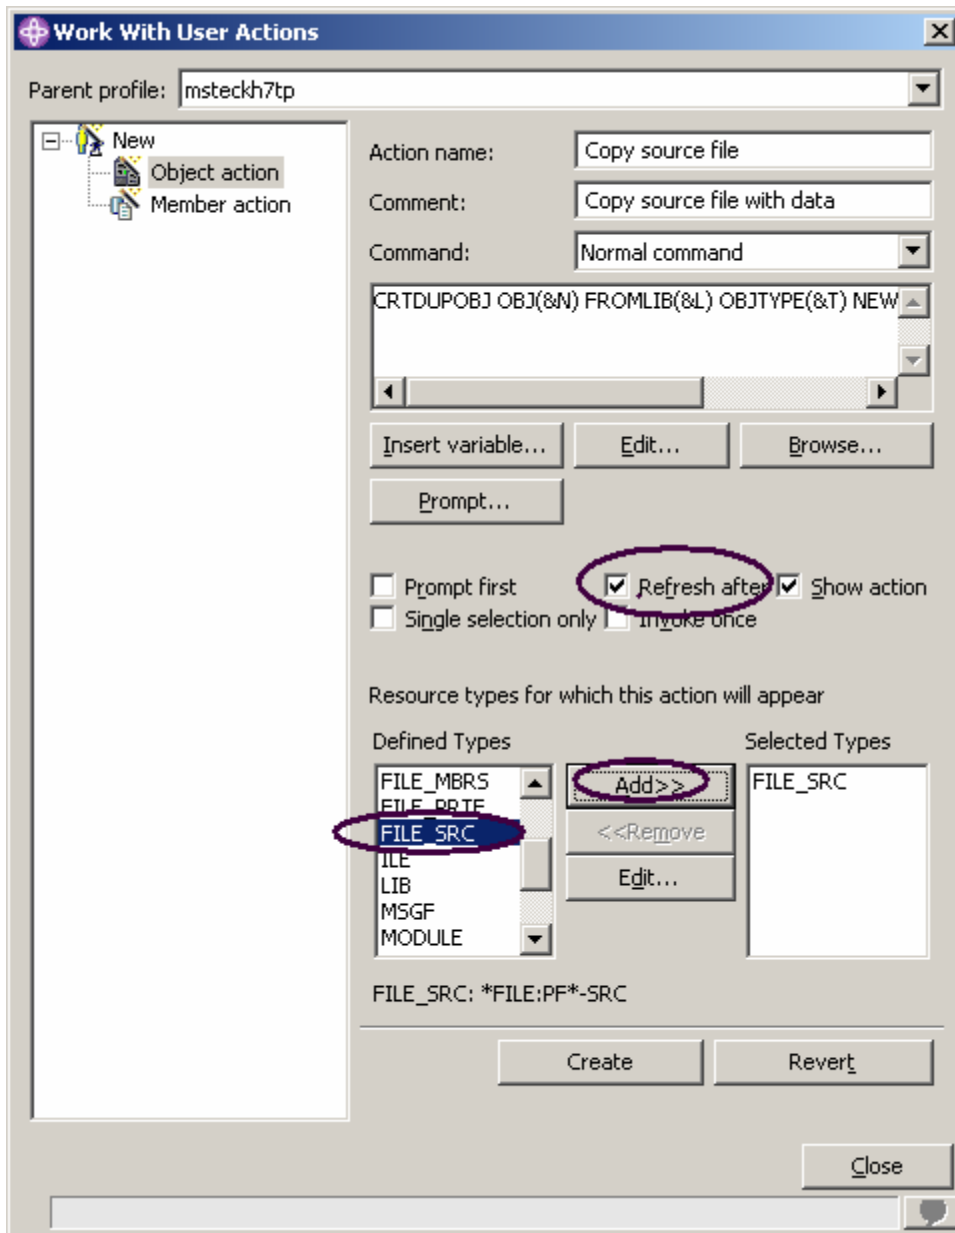 Work With User Actions
Parent profile: msteckh7tp
New
Object action
Member action
Action name: Copy source file
Comment: Copy source file with data
Command: Normal command
CRTDUPOBJ OBJ(&N) FROMLIB(&L) OBJTYPE(&T) NEW
Insert variable... Edit... Browse...
Prompt...
Prompt first Refresh after Show action
Single selection only Invoke once
Resource types for which this action will appear
Defined Types Selected Types
FILE_MBRS Add>> FILE_SRC
FILE_PRTF
FILE_SRC <<Remove
ILE
LIB Edit...
MSGF
MODULE
FILE_SRC: *FILE:PF*-SRC
Create Revert
Close